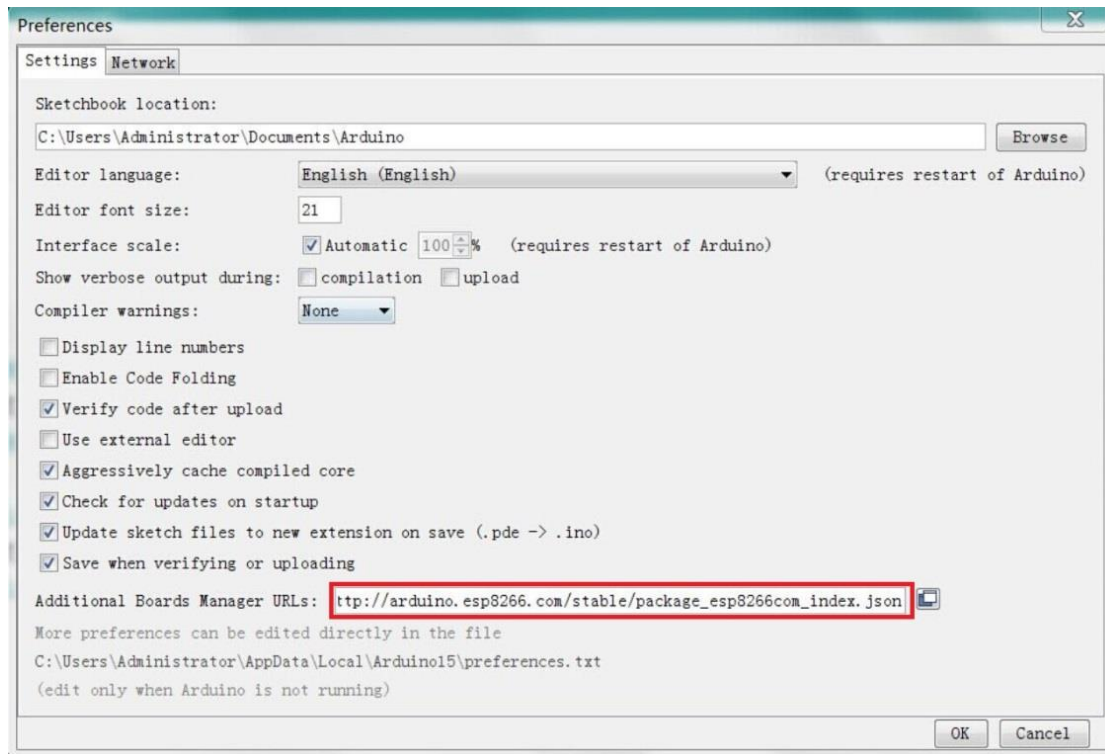 Preferences
Settings Network
Sketchbook location:
C:\Users\Administrator\Documents\Arduino Browse
Editor language: English (English) (requires restart of Arduino)
Editor font size: 21
Interface scale: Automatic 100 % (requires restart of Arduino)
Show verbose output during: compilation upload
Compiler warnings: None
Display line numbers
Enable Code Folding
Verify code after upload
Use external editor
Aggressively cache compiled core
Check for updates on startup
Update sketch files to new extension on save (.pde -> .ino)
Save when verifying or uploading
Additional Boards Manager URLs: ttp://arduino.esp8266.com/stable/package_esp8266com_index.json
More preferences can be edited directly in the file
C:\Users\Administrator\AppData\Local\Arduino15\preferences.txt
(edit only when Arduino is not running)
OK Cancel